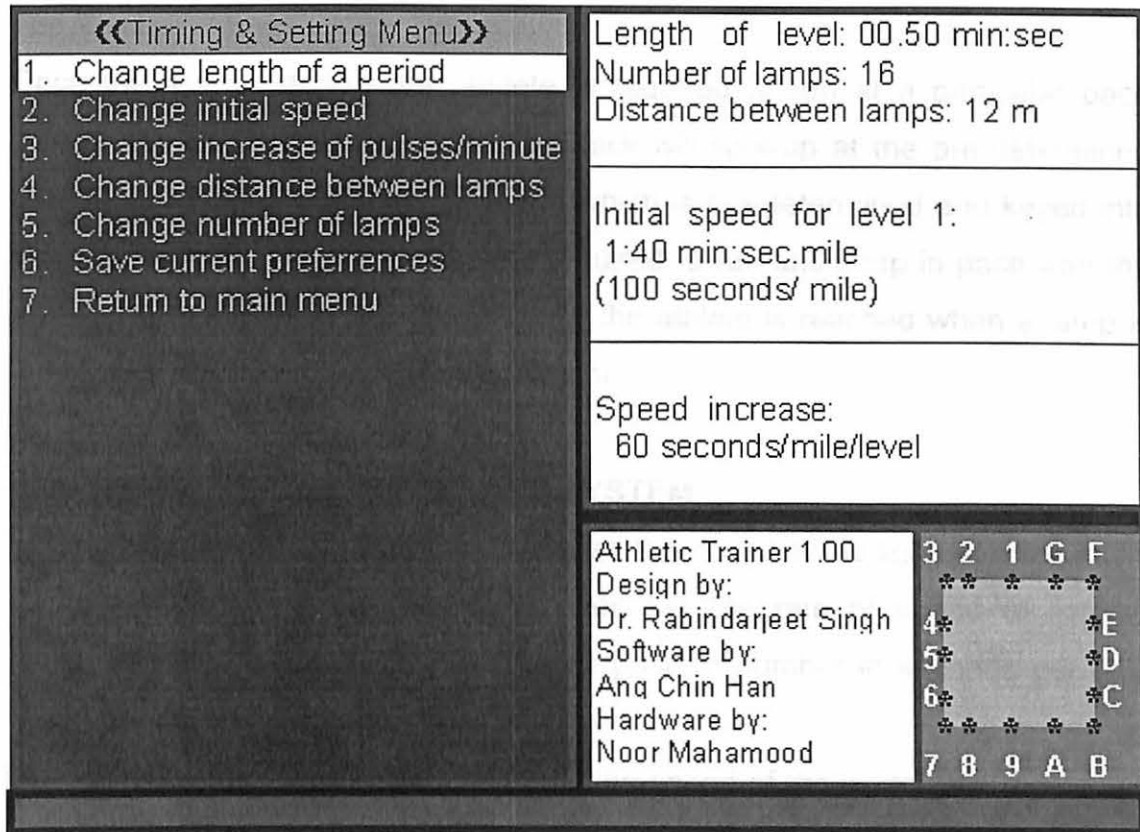 «Timing & Setting Menu»
1. Change length of a period
2. Change initial speed
3. Change increase of pulses/minute
4. Change distance between lamps
5. Change number of lamps
6. Save current preferrences
7. Return to main menu
Length of level: 00.50 min:sec
Number of lamps: 16
Distance between lamps: 12 m
Initial speed for level 1:
1:40 min:sec.mile
(100 seconds/ mile)
Speed increase:
60 seconds/mile/level
Athletic Trainer 1.00
Design by:
Dr. Rabindarjeet Singh
Software by:
Ang Chin Han
Hardware by:
Noor Mahamood
3 2 1 G F
4 E
5 D
6 C
7 8 9 A B